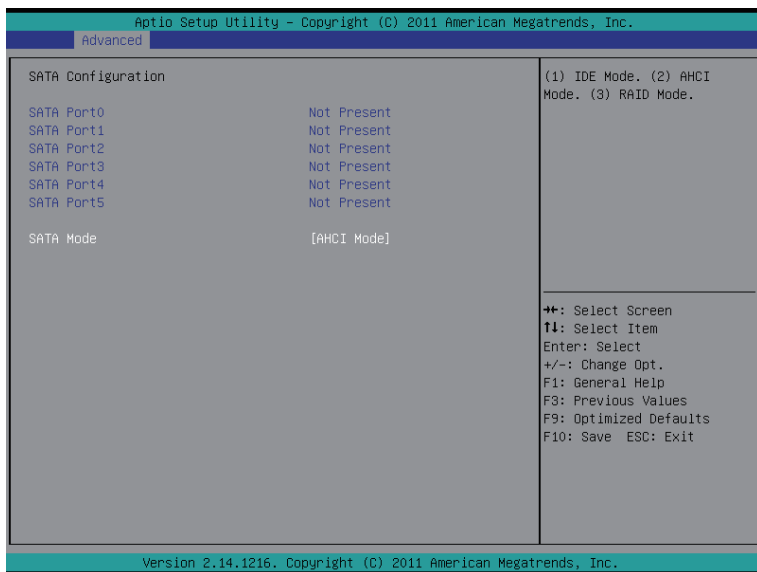 Aptio Setup Utility – Copyright (C) 2011 American Megatrends, Inc.
Advanced
SATA Configuration
SATA Port0 Not Present
SATA Port1 Not Present
SATA Port2 Not Present
SATA Port3 Not Present
SATA Port4 Not Present
SATA Port5 Not Present
SATA Mode [AHCI Mode]
(1) IDE Mode. (2) AHCI
Mode. (3) RAID Mode.
→←: Select Screen
↑↓: Select Item
Enter: Select
+/-: Change Opt.
F1: General Help
F3: Previous Values
F9: Optimized Defaults
F10: Save ESC: Exit
Version 2.14.1216. Copyright (C) 2011 American Megatrends, Inc.